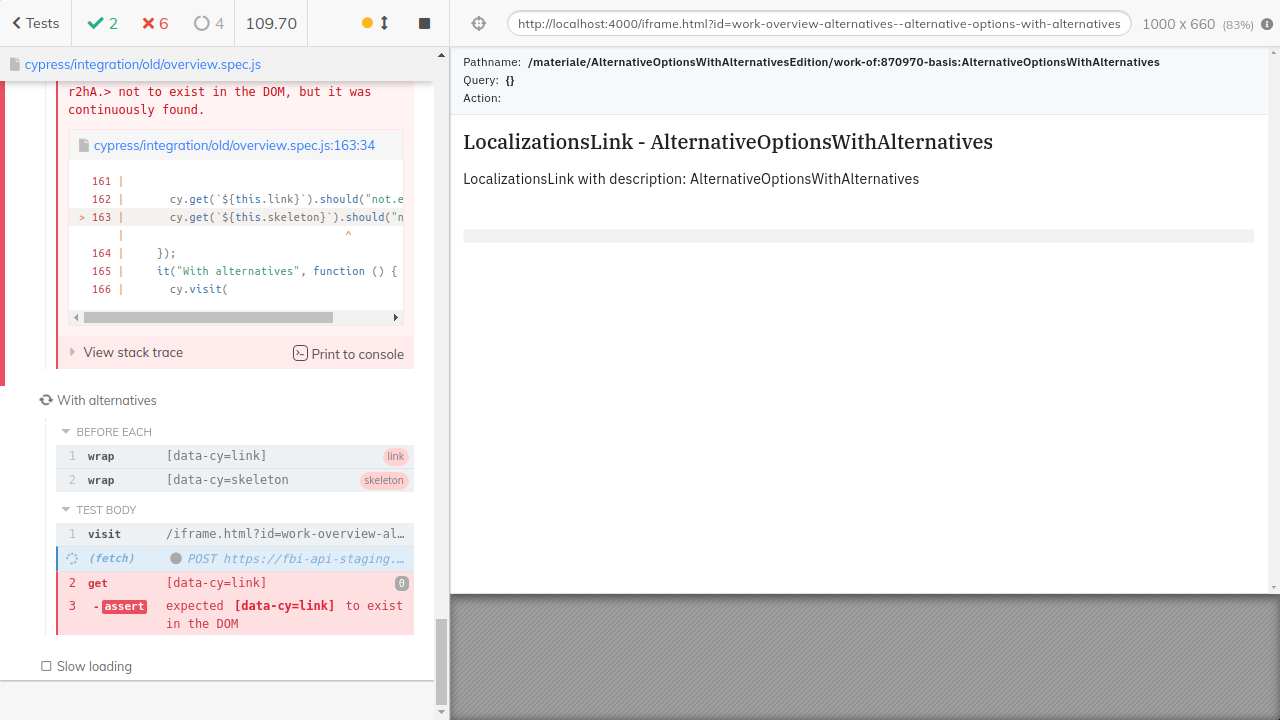 Tests 2 6 4 109.70
cypress/integration/old/overview.spec.js
r2hA.> not to exist in the DOM, but it was
continuously found.
cypress/integration/old/overview.spec.js:163:34
161 |
162 | cy.get(`${this.link}`).should("not.e
> 163 | cy.get(`${this.skeleton}`).should("n
| ^
164 | });
165 | it("With alternatives", function () {
166 | cy.visit(
View stack trace Print to console
With alternatives
BEFORE EACH
1 wrap [data-cy=link] link
2 wrap [data-cy=skeleton skeleton
TEST BODY
1 visit /iframe.html?id=work-overview-al…
(fetch) POST https://fbi-api-staging.…
2 get [data-cy=link] 0
3 -assert expected [data-cy=link] to exist
in the DOM
Slow loading
http://localhost:4000/iframe.html?id=work-overview-alternatives--alternative-options-with-alternatives 1000 x 660 (83%)
Pathname: /materiale/AlternativeOptionsWithAlternativesEdition/work-of:870970-basis:AlternativeOptionsWithAlternatives
Query: {}
Action:
LocalizationsLink - AlternativeOptionsWithAlternatives
LocalizationsLink with description: AlternativeOptionsWithAlternatives